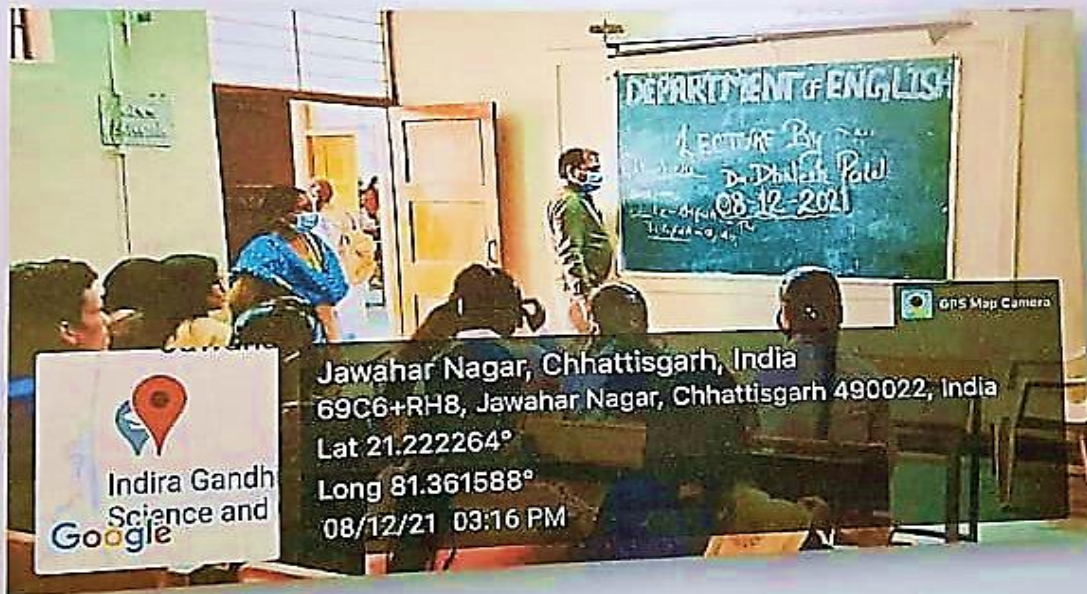 DEPARTMENT OF ENGLISH
LECTURE By
Dr. Dhalesh Patel
08-12-2021
GPS Map Camera
Jawahar Nagar, Chhattisgarh, India
69C6+RH8, Jawahar Nagar, Chhattisgarh 490022, India
Lat 21.222264°
Long 81.361588°
08/12/21 03:16 PM
Indira Gandh
Science and
Google